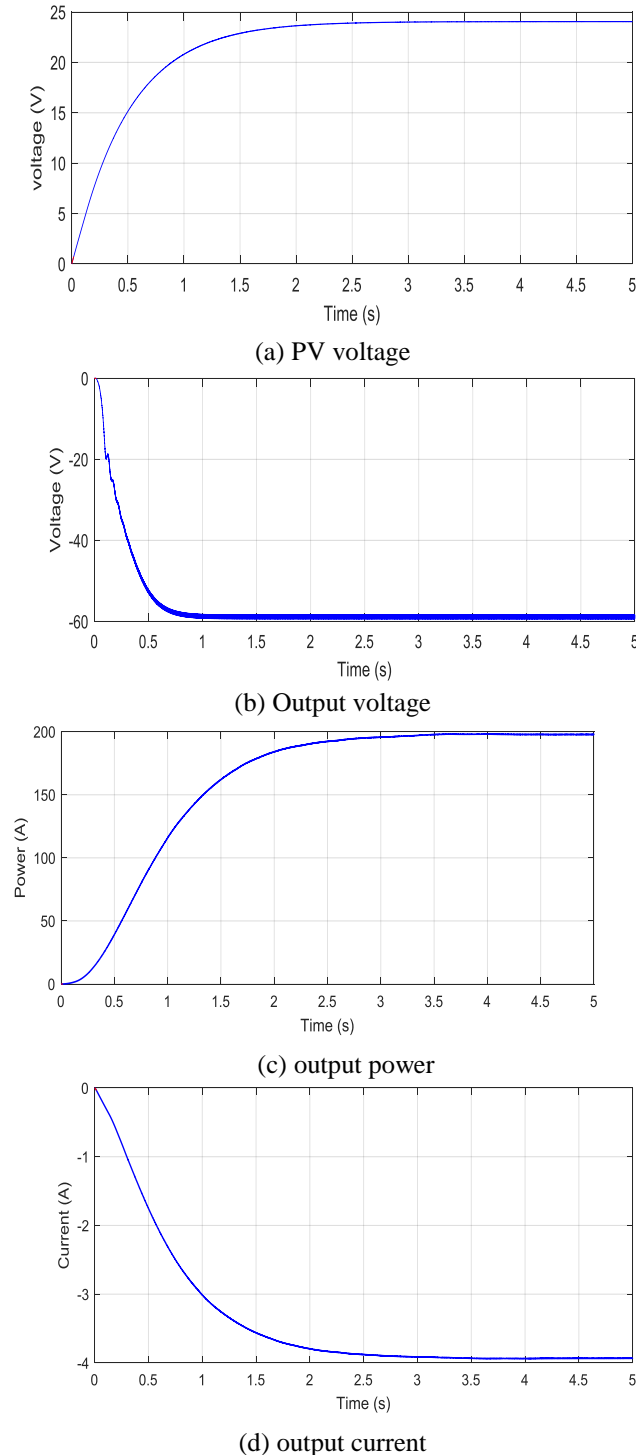 25
20
15
10
5
0
voltage (V)
0 0.5 1 1.5 2 2.5 3 3.5 4 4.5 5
Time (s)
(a) PV voltage
0
-20
-40
-60
Voltage (V)
0 0.5 1 1.5 2 2.5 3 3.5 4 4.5 5
Time (s)
(b) Output voltage
200
150
100
50
0
Power (A)
0 0.5 1 1.5 2 2.5 3 3.5 4 4.5 5
Time (s)
(c) output power
0
-1
-2
-3
-4
Current (A)
0 0.5 1 1.5 2 2.5 3 3.5 4 4.5 5
Time (s)
(d) output current